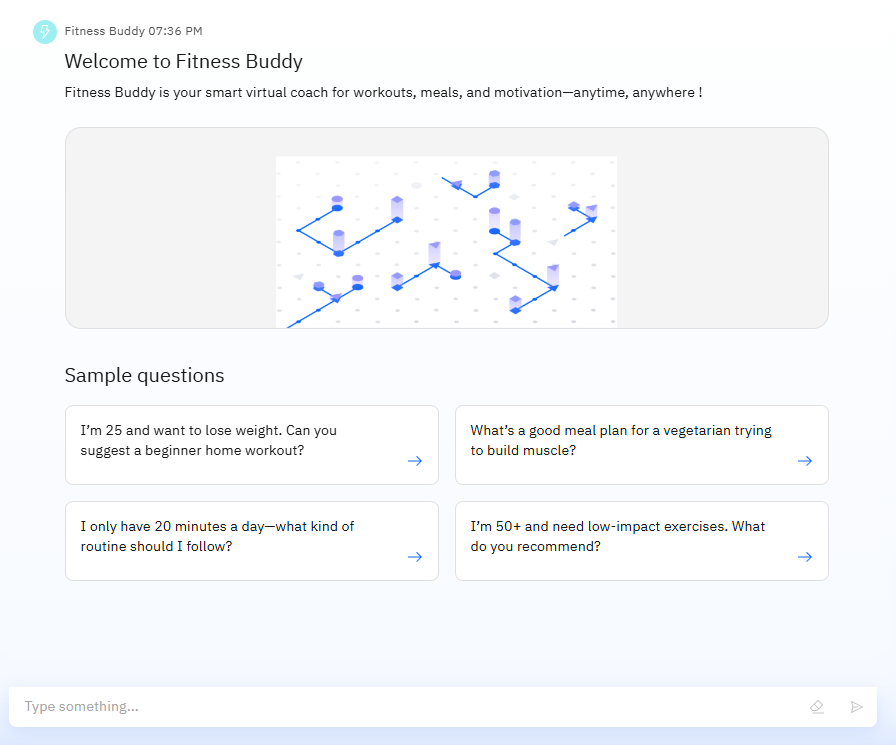 Fitness Buddy 07:36 PM
Welcome to Fitness Buddy
Fitness Buddy is your smart virtual coach for workouts, meals, and motivation—anytime, anywhere !
Sample questions
I’m 25 and want to lose weight. Can you
suggest a beginner home workout?
What’s a good meal plan for a vegetarian trying
to build muscle?
I only have 20 minutes a day—what kind of
routine should I follow?
I’m 50+ and need low-impact exercises. What
do you recommend?
Type something...